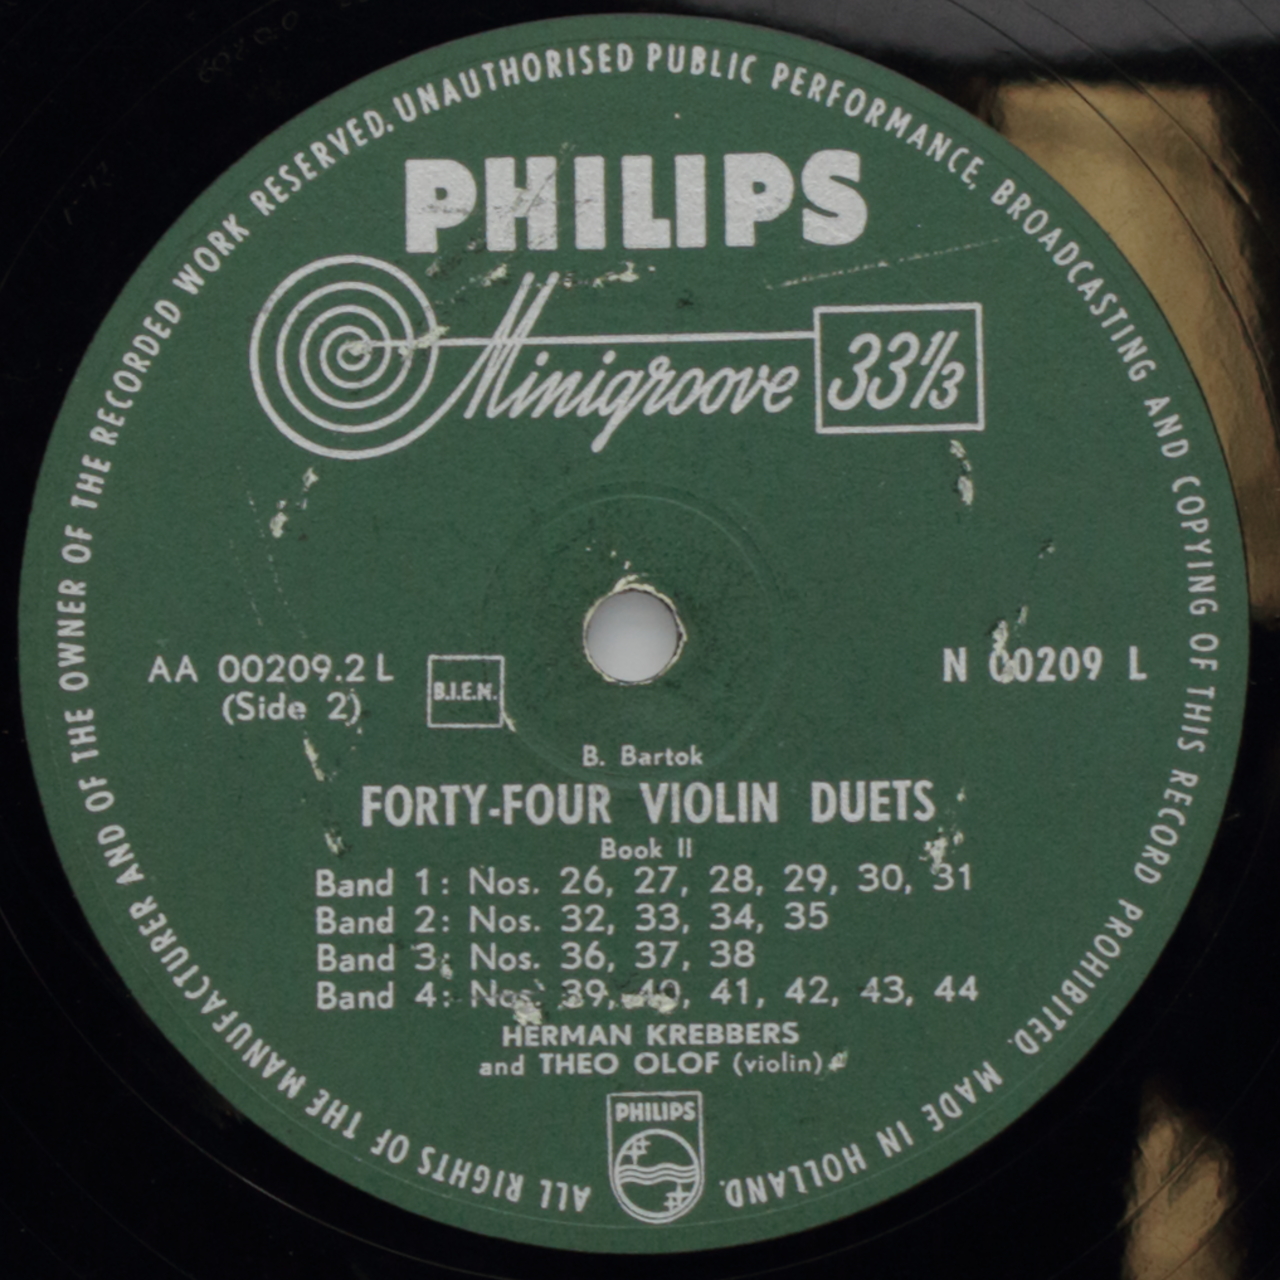 ALL RIGHTS OF THE MANUFACTURER AND OF THE OWNER OF THE RECORDED WORK RESERVED. UNAUTHORISED PUBLIC PERFORMANCE, BROADCASTING AND COPYING OF THIS RECORD PROHIBITED. MADE IN HOLLAND.
PHILIPS
Minigroove 33⅓
AA 00209.2 L
(Side 2)
B.I.E.M.
N 00209 L
B. Bartok
FORTY-FOUR VIOLIN DUETS
Book II
Band 1: Nos. 26, 27, 28, 29, 30, 31
Band 2: Nos. 32, 33, 34, 35
Band 3: Nos. 36, 37, 38
Band 4: Nos. 39, 40, 41, 42, 43, 44
HERMAN KREBBERS
and THEO OLOF (violin)
PHILIPS